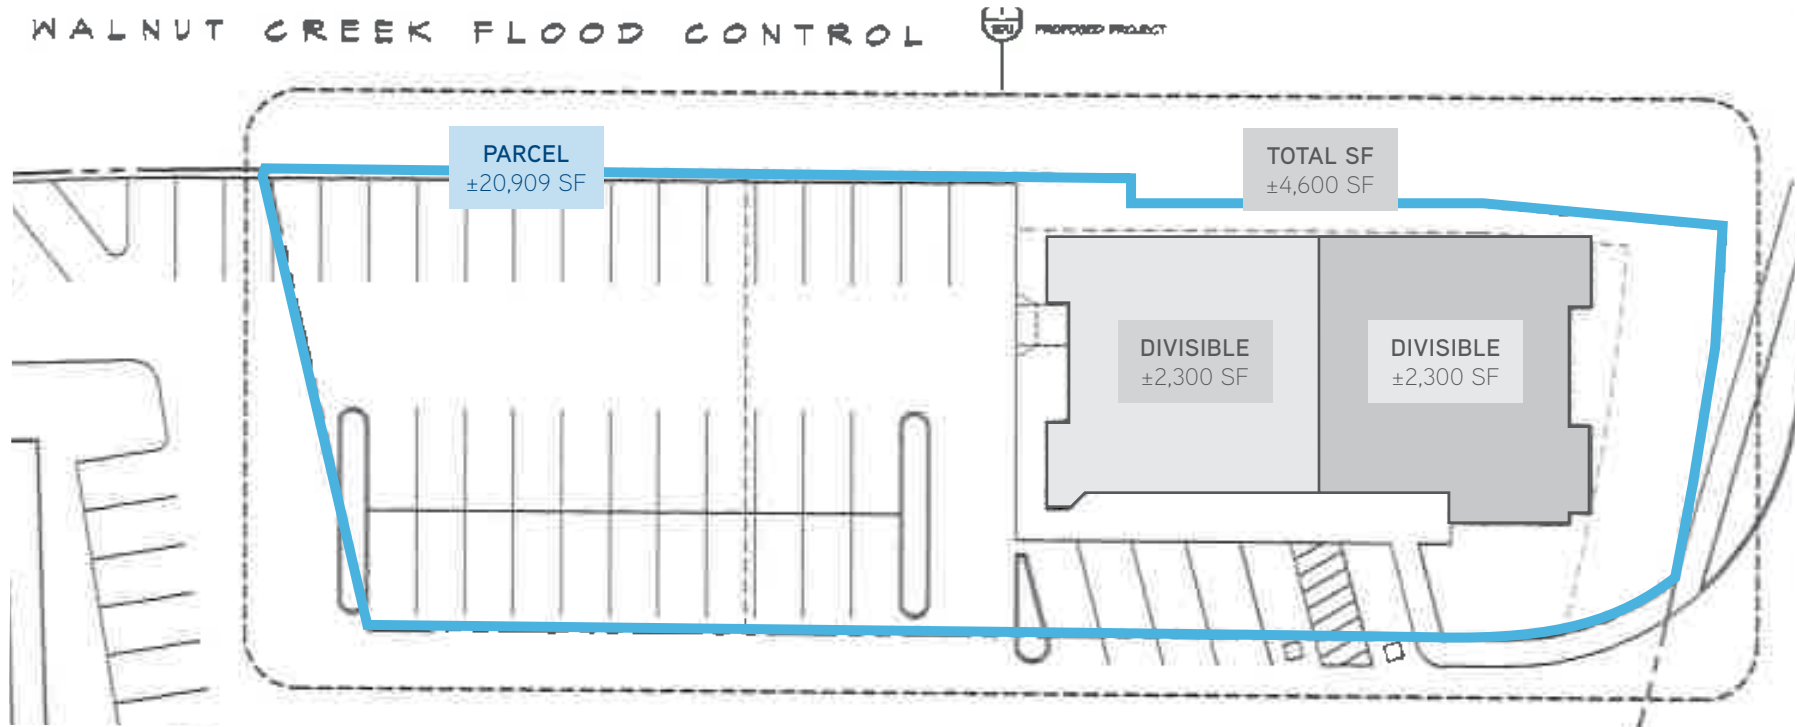 WALNUT CREEK FLOOD CONTROL
PROPOSED PROJECT
PARCEL
±20,909 SF
TOTAL SF
±4,600 SF
DIVISIBLE
±2,300 SF
DIVISIBLE
±2,300 SF